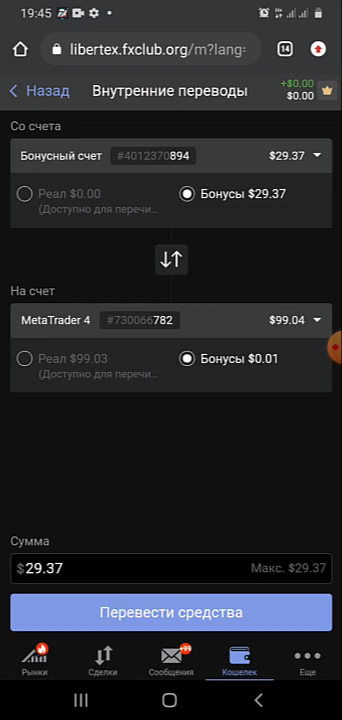 19:45
libertex.fxclub.org/m?lang=
14
Назад
Внутренние переводы
+$0.00
$0.00
Со счета
Бонусный счет #4012370894 $29.37
Реал $0.00
(Доступно для перечи...
Бонусы $29.37
На счет
MetaTrader 4 #730066782 $99.04
Реал $99.03
(Доступно для перечи...
Бонусы $0.01
Сумма
$29.37 Макс. $29.37
Перевести средства
+99
Рынки Сделки Сообщения Кошелек Еще